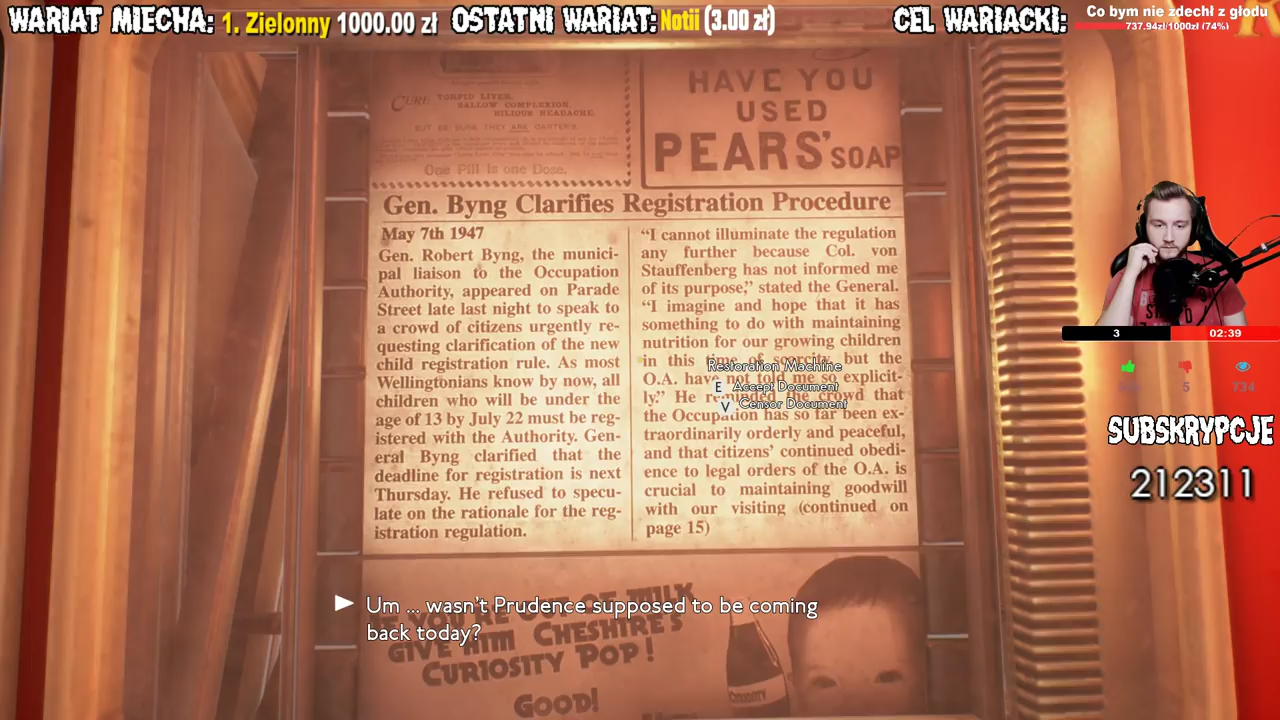 WARIAT MIECHA: 1. Zielonny 1000.00 zł OSTATNI WARIAT: Notii (3.00 zł) CEL WARIACKI:
Co bym nie zdechł z głodu
737.94zł/1000zł (74%)
CURE TORPID LIVER,
SALLOW COMPLEXION,
BILIOUS HEADACHE.
BUT BE SURE THEY ARE CARTER'S.
One Pill is one Dose.
HAVE YOU
USED
PEARS' SOAP
Gen. Byng Clarifies Registration Procedure
May 7th 1947
Gen. Robert Byng, the munici-
pal liaison to the Occupation
Authority, appeared on Parade
Street late last night to speak to
a crowd of citizens urgently re-
questing clarification of the new
child registration rule. As most
Wellingtonians know by now, all
children who will be under the
age of 13 by July 22 must be reg-
istered with the Authority. Gen-
eral Byng clarified that the
deadline for registration is next
Thursday. He refused to specu-
late on the rationale for the reg-
istration regulation.
“I cannot illuminate the regulation
any further because Col. von
Stauffenberg has not informed me
of its purpose,” stated the General.
“I imagine and hope that it has
something to do with maintaining
nutrition for our growing children
in this time of scarcity, but the
O.A. have not told me so explicit-
ly.” He reminded the crowd that
the Occupation has so far been ex-
traordinarily orderly and peaceful,
and that citizens' continued obedi-
ence to legal orders of the O.A. is
crucial to maintaining goodwill
with our visiting (continued on
page 15)
Restoration Machine
E Accept Document
V Censor Document
3 02:39
5 734
SUBSKRYPCJE
212311
IF YOU'RE OUT OF MILK
GIVE HIM CHESHIRE'S
CURIOSITY POP!
GOOD!
CURIOSITY
Um ... wasn't Prudence supposed to be coming
back today?